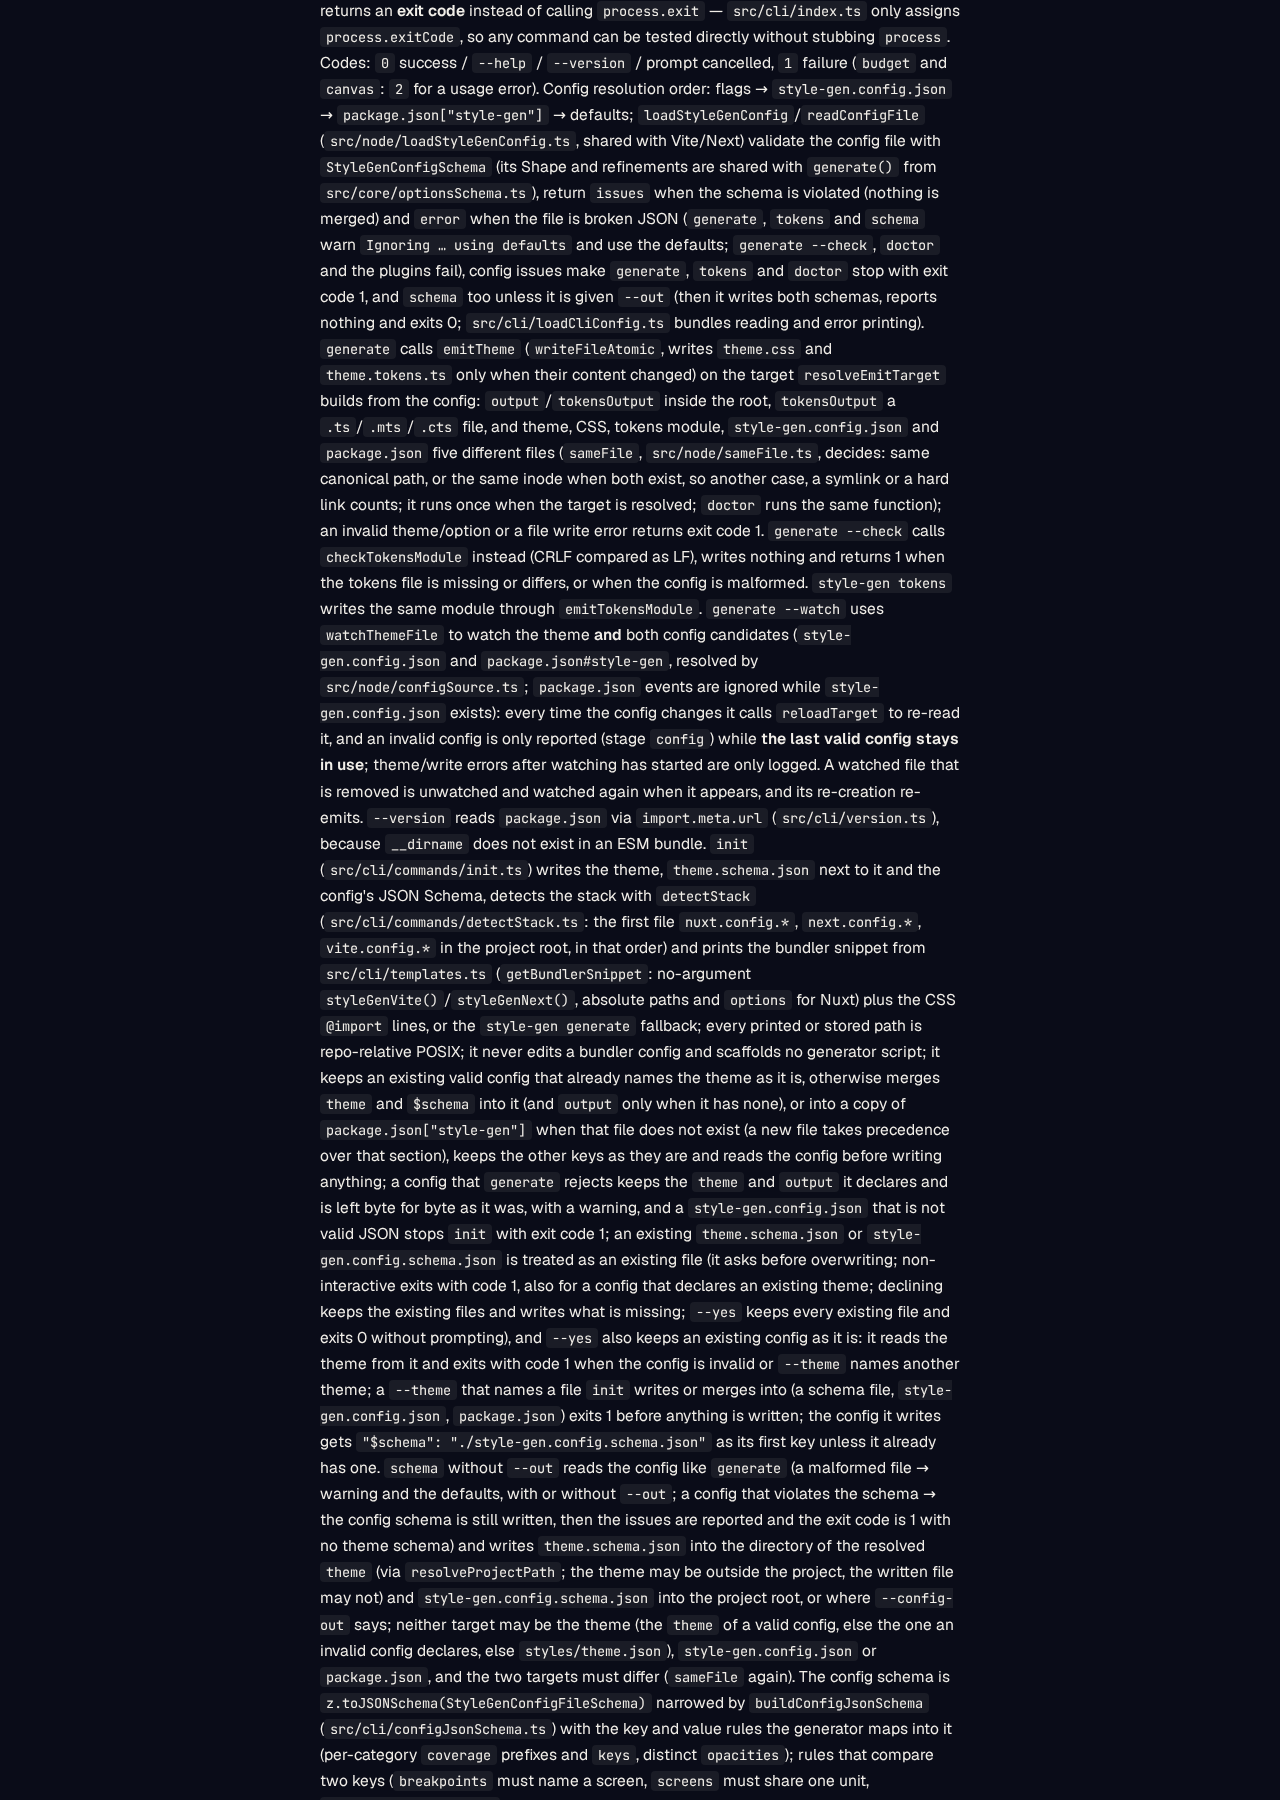 returns an exit code instead of calling process.exit — src/cli/index.ts only assigns
process.exitCode, so any command can be tested directly without stubbing process.
Codes: 0 success / --help / --version / prompt cancelled, 1 failure (budget and
canvas: 2 for a usage error). Config resolution order: flags → style-gen.config.json
→ package.json["style-gen"] → defaults; loadStyleGenConfig/readConfigFile
(src/node/loadStyleGenConfig.ts, shared with Vite/Next) validate the config file with
StyleGenConfigSchema (its Shape and refinements are shared with generate() from
src/core/optionsSchema.ts), return issues when the schema is violated (nothing is
merged) and error when the file is broken JSON (generate, tokens and schema
warn Ignoring … using defaults and use the defaults; generate --check, doctor
and the plugins fail), config issues make generate, tokens and doctor stop with exit
code 1, and schema too unless it is given --out (then it writes both schemas, reports
nothing and exits 0; src/cli/loadCliConfig.ts bundles reading and error printing).
generate calls emitTheme (writeFileAtomic, writes theme.css and
theme.tokens.ts only when their content changed) on the target resolveEmitTarget
builds from the config: output/tokensOutput inside the root, tokensOutput a
.ts/.mts/.cts file, and theme, CSS, tokens module, style-gen.config.json and
package.json five different files (sameFile, src/node/sameFile.ts, decides: same
canonical path, or the same inode when both exist, so another case, a symlink or a hard
link counts; it runs once when the target is resolved; doctor runs the same function);
an invalid theme/option or a file write error returns exit code 1. generate --check calls
checkTokensModule instead (CRLF compared as LF), writes nothing and returns 1 when
the tokens file is missing or differs, or when the config is malformed. style-gen tokens
writes the same module through emitTokensModule. generate --watch uses
watchThemeFile to watch the theme and both config candidates (style-
gen.config.json and package.json#style-gen, resolved by
src/node/configSource.ts; package.json events are ignored while style-
gen.config.json exists): every time the config changes it calls reloadTarget to re-read
it, and an invalid config is only reported (stage config) while the last valid config stays
in use; theme/write errors after watching has started are only logged. A watched file that
is removed is unwatched and watched again when it appears, and its re-creation re-
emits. --version reads package.json via import.meta.url (src/cli/version.ts),
because __dirname does not exist in an ESM bundle. init
(src/cli/commands/init.ts) writes the theme, theme.schema.json next to it and the
config's JSON Schema, detects the stack with detectStack
(src/cli/commands/detectStack.ts: the first file nuxt.config.*, next.config.*,
vite.config.* in the project root, in that order) and prints the bundler snippet from
src/cli/templates.ts (getBundlerSnippet: no-argument
styleGenVite()/styleGenNext(), absolute paths and options for Nuxt) plus the CSS
@import lines, or the style-gen generate fallback; every printed or stored path is
repo-relative POSIX; it never edits a bundler config and scaffolds no generator script; it
keeps an existing valid config that already names the theme as it is, otherwise merges
theme and $schema into it (and output only when it has none), or into a copy of
package.json["style-gen"] when that file does not exist (a new file takes precedence
over that section), keeps the other keys as they are and reads the config before writing
anything; a config that generate rejects keeps the theme and output it declares and
is left byte for byte as it was, with a warning, and a style-gen.config.json that is not
valid JSON stops init with exit code 1; an existing theme.schema.json or style-
gen.config.schema.json is treated as an existing file (it asks before overwriting; non-
interactive exits with code 1, also for a config that declares an existing theme; declining
keeps the existing files and writes what is missing; --yes keeps every existing file and
exits 0 without prompting), and --yes also keeps an existing config as it is: it reads the
theme from it and exits with code 1 when the config is invalid or --theme names another
theme; a --theme that names a file init writes or merges into (a schema file, style-
gen.config.json, package.json) exits 1 before anything is written; the config it writes
gets "$schema": "./style-gen.config.schema.json" as its first key unless it already
has one. schema without --out reads the config like generate (a malformed file →
warning and the defaults, with or without --out; a config that violates the schema →
the config schema is still written, then the issues are reported and the exit code is 1 with
no theme schema) and writes theme.schema.json into the directory of the resolved
theme (via resolveProjectPath; the theme may be outside the project, the written file
may not) and style-gen.config.schema.json into the project root, or where --config-
out says; neither target may be the theme (the theme of a valid config, else the one an
invalid config declares, else styles/theme.json), style-gen.config.json or
package.json, and the two targets must differ (sameFile again). The config schema is
z.toJSONSchema(StyleGenConfigFileSchema) narrowed by buildConfigJsonSchema
(src/cli/configJsonSchema.ts) with the key and value rules the generator maps into it
(per-category coverage prefixes and keys, distinct opacities); rules that compare
two keys (breakpoints must name a screen, screens must share one unit,